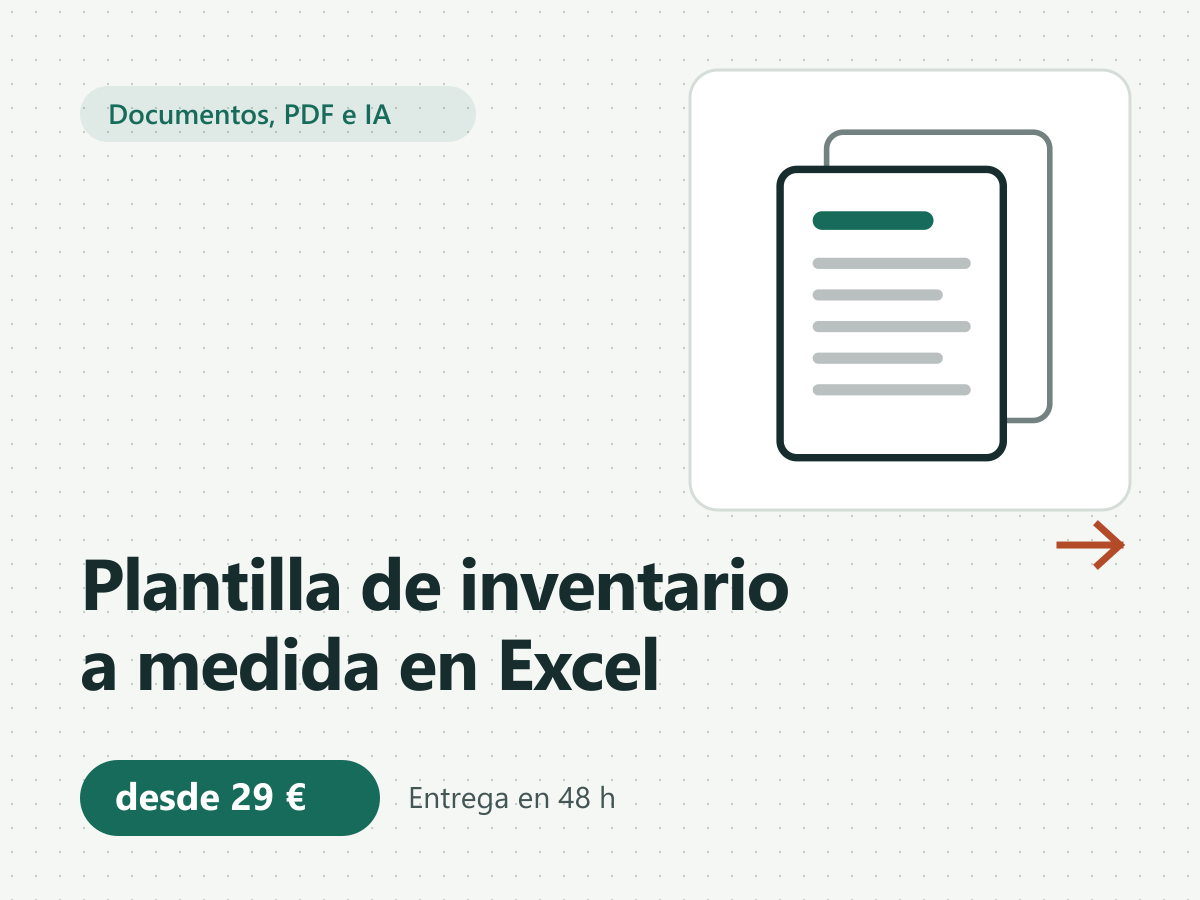 Documentos, PDF e IA
Plantilla de inventario
a medida en Excel
desde 29 €
Entrega en 48 h